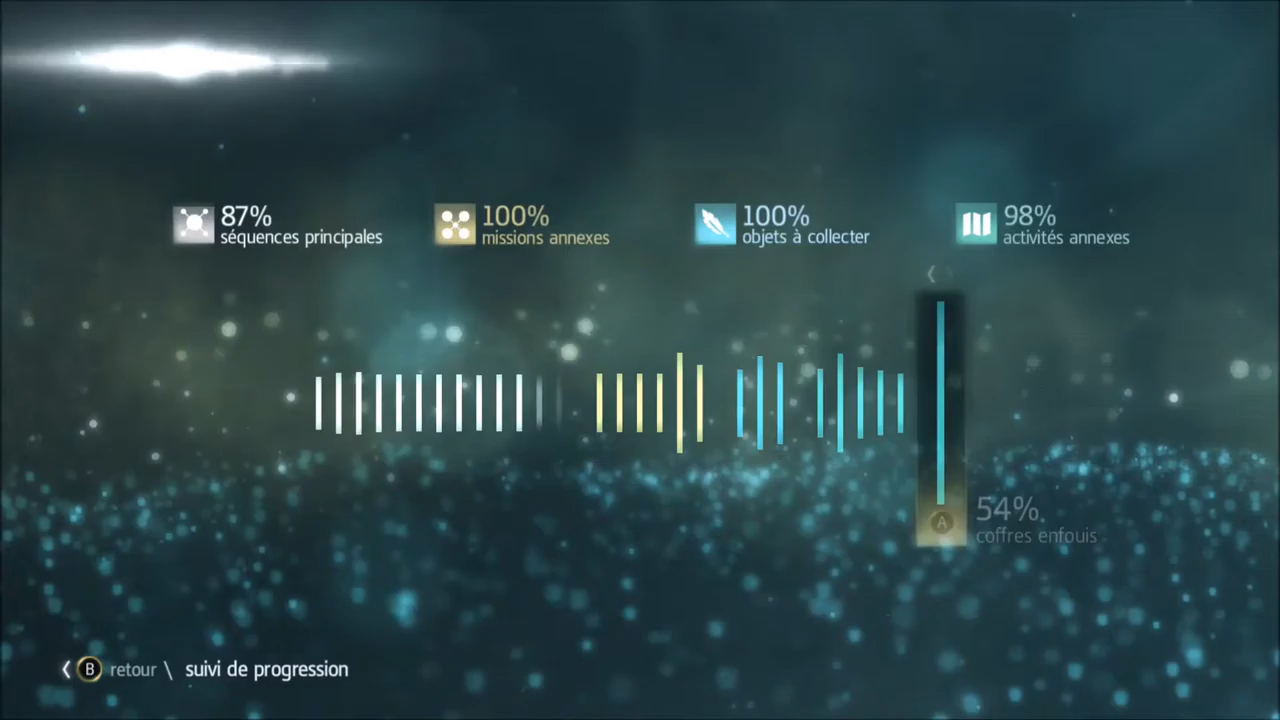 87%
séquences principales
100%
missions annexes
100%
objets à collecter
98%
activités annexes
A
54%
coffres enfouis
B retour \ suivi de progression